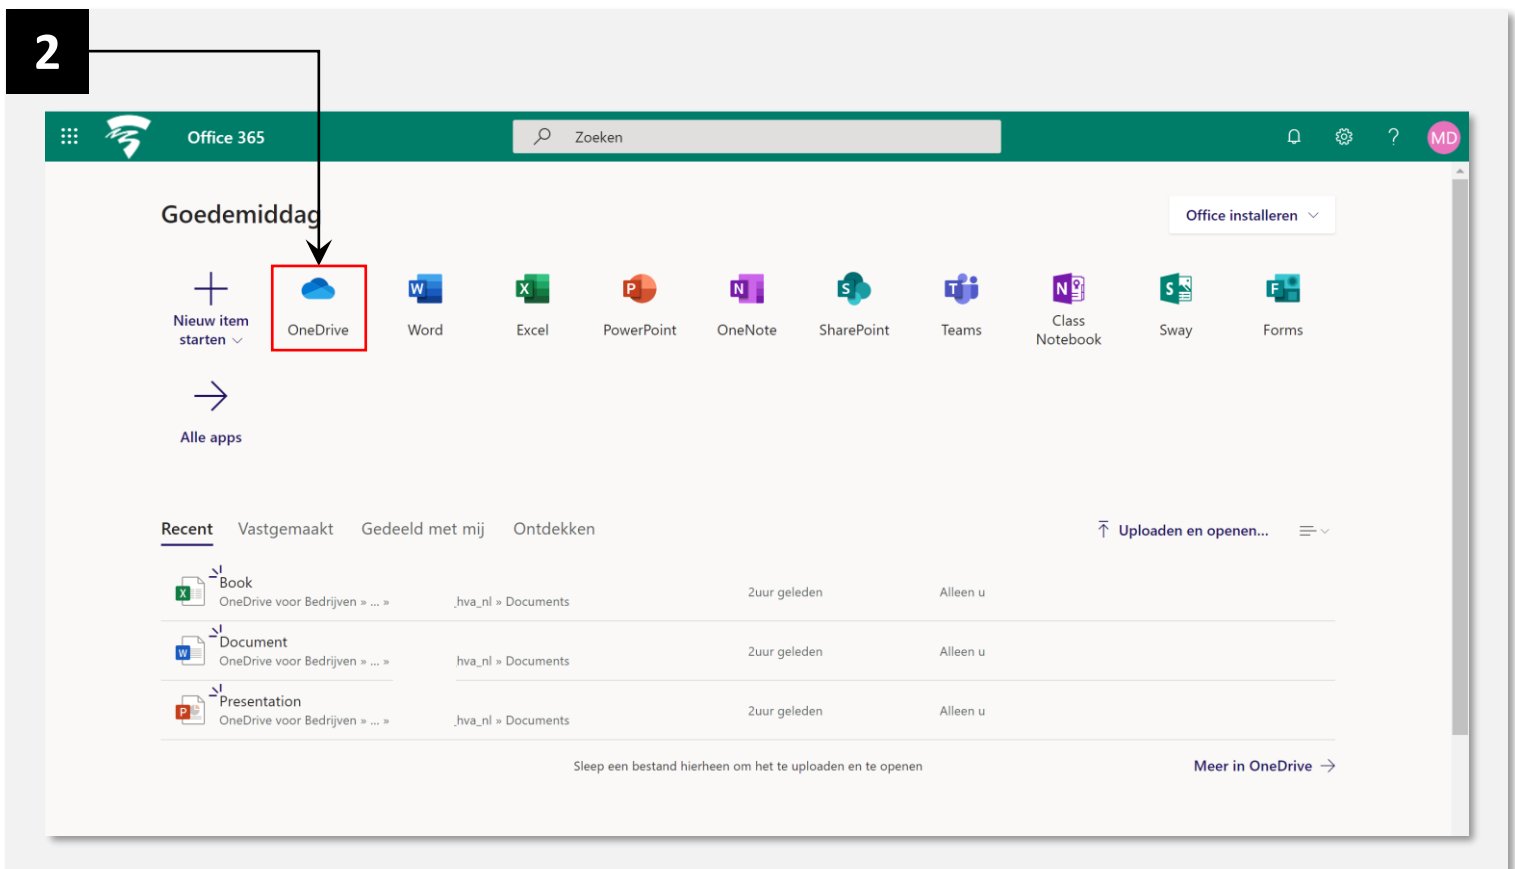 2
Office 365
Zoeken
?
MD
Goedemiddag
Office installeren
Nieuw item
starten
OneDrive
Word
Excel
PowerPoint
OneNote
SharePoint
Teams
Class
Notebook
Sway
Forms
Alle apps
Recent Vastgemaakt Gedeeld met mij Ontdekken
Uploaden en openen...
Book
OneDrive voor Bedrijven » ... » _hva_nl » Documents
2uur geleden
Alleen u
Document
OneDrive voor Bedrijven » ... » hva_nl » Documents
2uur geleden
Alleen u
Presentation
OneDrive voor Bedrijven » ... » _hva_nl » Documents
2uur geleden
Alleen u
Sleep een bestand hierheen om het te uploaden en te openen
Meer in OneDrive